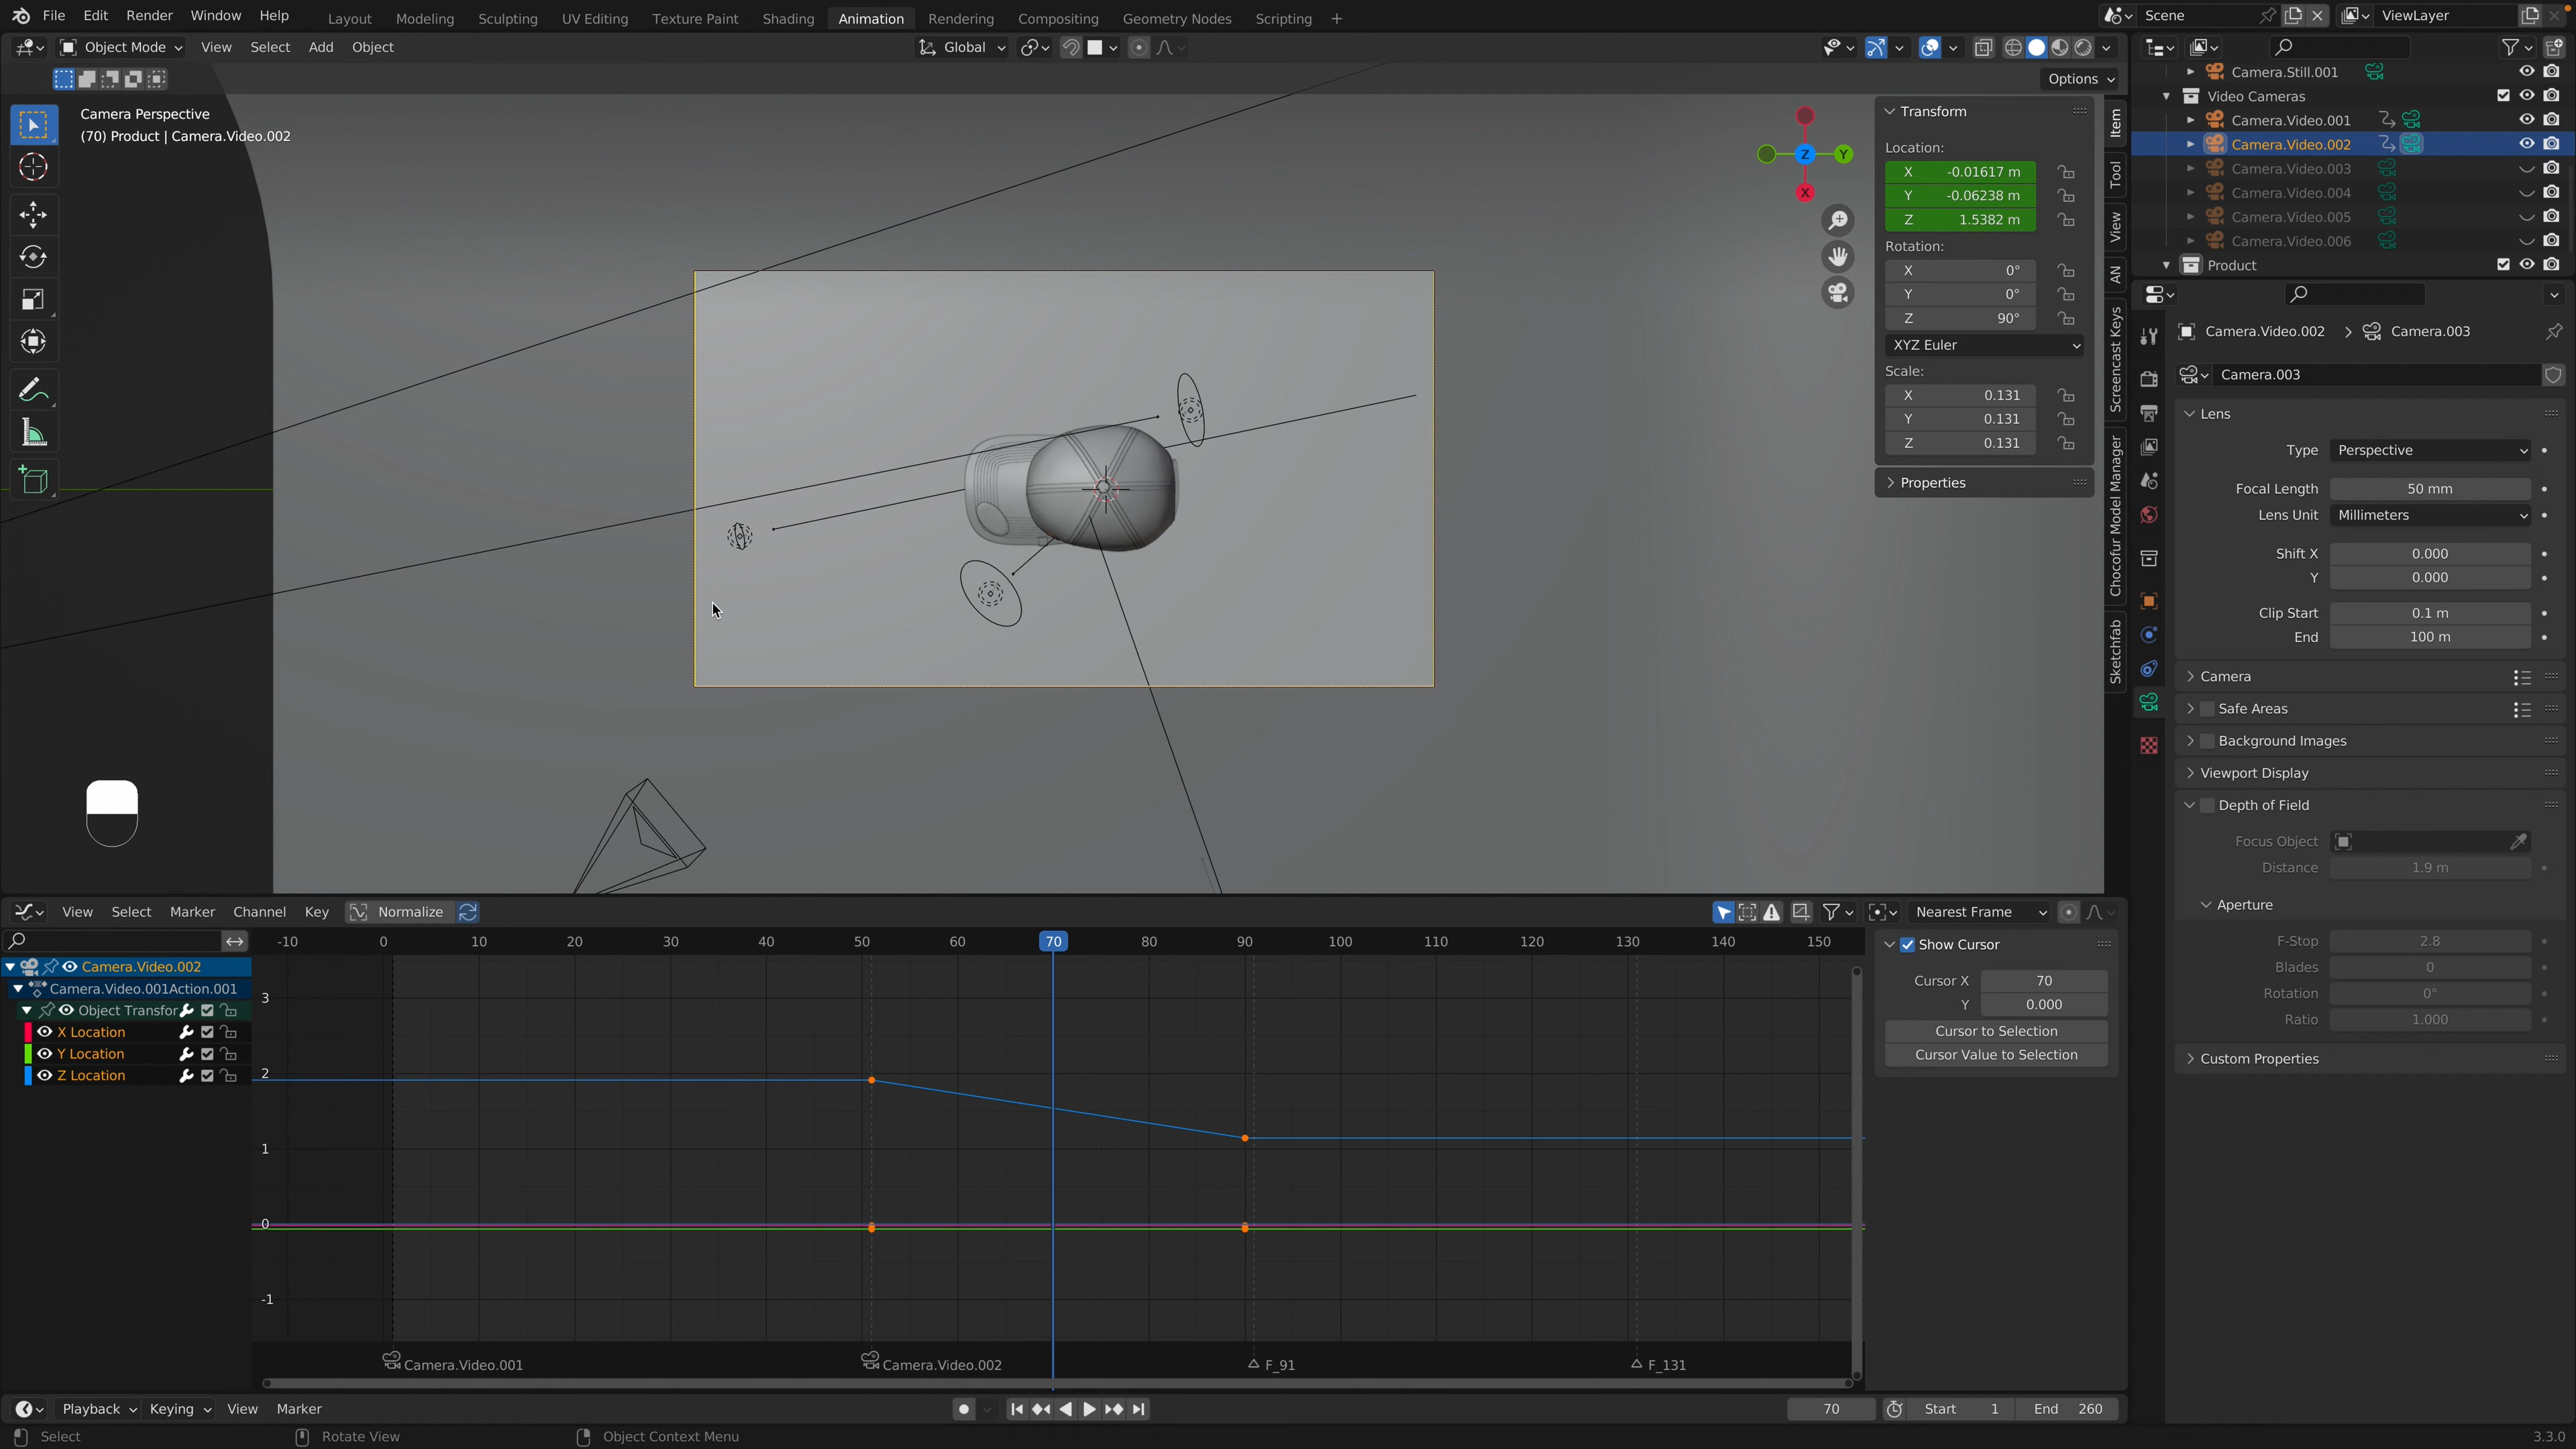 File Edit Render Window Help
Layout Modeling Sculpting UV Editing Texture Paint Shading Animation Rendering Compositing Geometry Nodes Scripting +
Scene
ViewLayer
Object Mode View Select Add Object
Global
Options
Camera Perspective
(70) Product | Camera.Video.002
Z
Y
X
Transform
Location:
X -0.01617 m
Y -0.06238 m
Z 1.5382 m
Rotation:
X 0°
Y 0°
Z 90°
XYZ Euler
Scale:
X 0.131
Y 0.131
Z 0.131
Properties
Item
Tool
View
AN
Screencast Keys
Chocofur Model Manager
Sketchfab
Camera.Still.001
Video Cameras
Camera.Video.001
Camera.Video.002
Camera.Video.003
Camera.Video.004
Camera.Video.005
Camera.Video.006
Product
Camera.Video.002 > Camera.003
Camera.003
Lens
Type Perspective
Focal Length 50 mm
Lens Unit Millimeters
Shift X 0.000
Y 0.000
Clip Start 0.1 m
End 100 m
Camera
Safe Areas
Background Images
Viewport Display
Depth of Field
Focus Object
Distance 1.9 m
Aperture
F-Stop 2.8
Blades 0
Rotation 0°
Ratio 1.000
Custom Properties
View Select Marker Channel Key Normalize
Nearest Frame
-10 0 10 20 30 40 50 60 70 80 90 100 110 120 130 140 150
Camera.Video.002
Camera.Video.001Action.001
Object Transfor
X Location
Y Location
Z Location
3
2
1
0
-1
Show Cursor
Cursor X 70
Y 0.000
Cursor to Selection
Cursor Value to Selection
Camera.Video.001 Camera.Video.002 F_91 F_131
Playback Keying View Marker
70 Start 1 End 260
Select Rotate View Object Context Menu 3.3.0